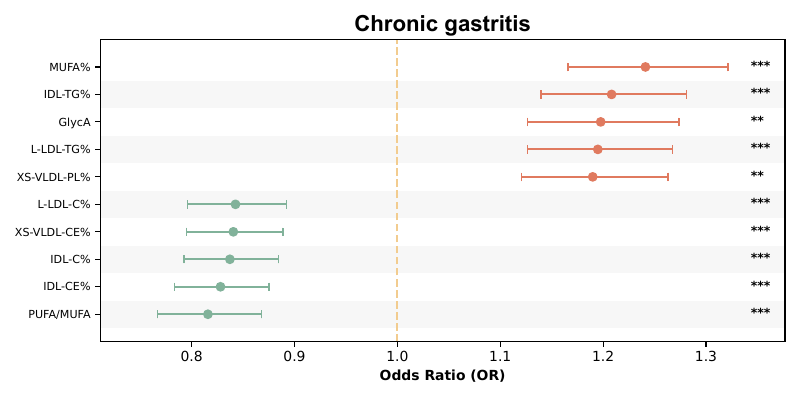 Chronic gastritis
MUFA% ***
IDL-TG% ***
GlycA **
L-LDL-TG% ***
XS-VLDL-PL% **
L-LDL-C% ***
XS-VLDL-CE% ***
IDL-C% ***
IDL-CE% ***
PUFA/MUFA ***
0.8 0.9 1.0 1.1 1.2 1.3
Odds Ratio (OR)